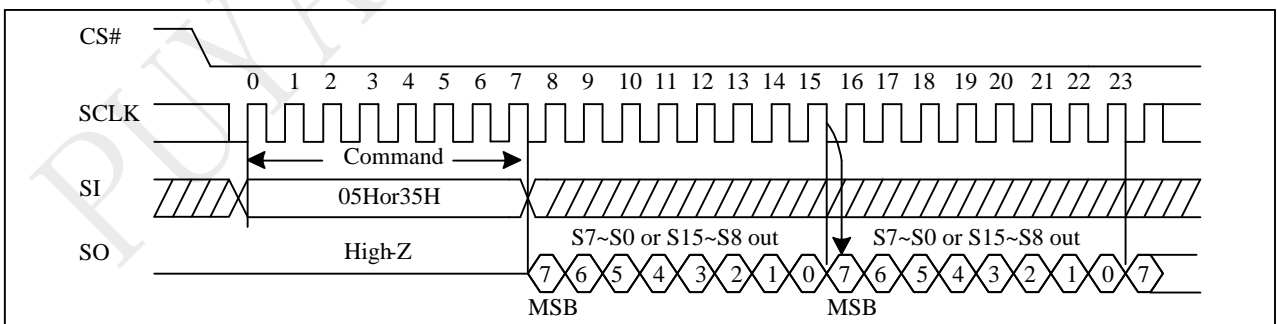 CS#
0 1 2 3 4 5 6 7 8 9 10 11 12 13 14 15 16 17 18 19 20 21 22 23
SCLK
Command
SI
05Hor35H
S7~S0 or S15~S8 out S7~S0 or S15~S8 out
SO
High-Z
7 6 5 4 3 2 1 0 7 6 5 4 3 2 1 0 7
MSB MSB
PUYA